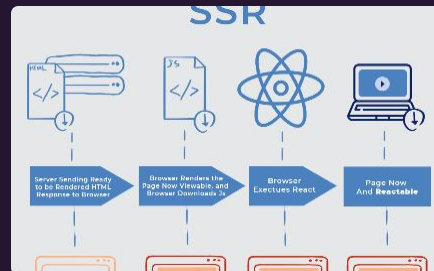 SSR
HTML
</>
JS
</>
Server Sending Ready
to be Rendered HTML
Response to Browser
Browser Renders the
Page Now Viewable, and
Browser Downloads Js
Browser
Exectues React
Page Now
And Reactable